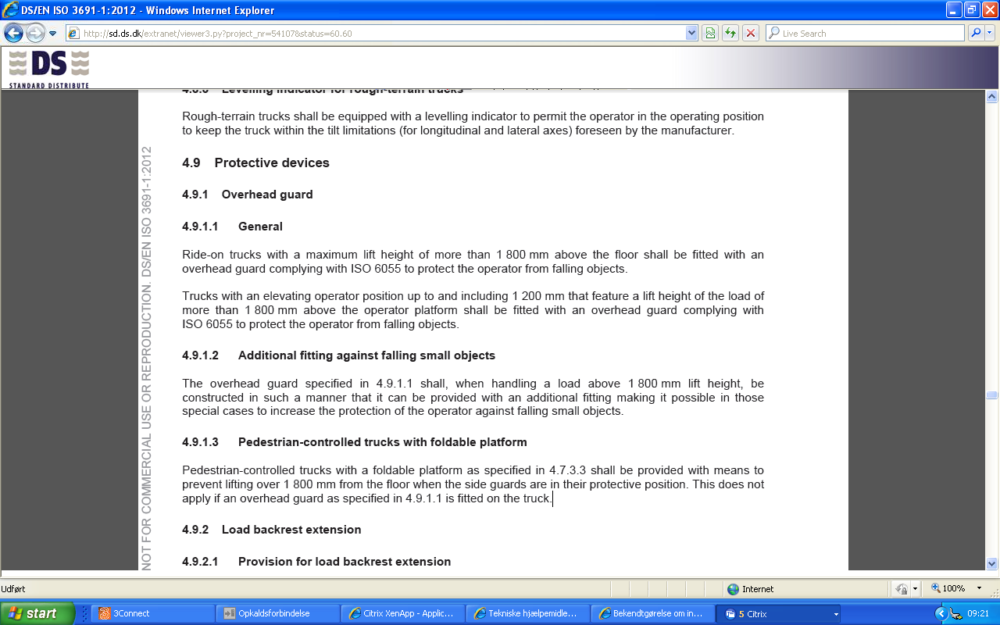 DS/EN ISO 3691-1:2012 - Windows Internet Explorer
http://sd.ds.dk/extranet/viewer3.py?project_nr=54107&status=60.60
Live Search
DS
STANDARD DISTRIBUTE
Levelling indicator for rough-terrain trucks
Rough-terrain trucks shall be equipped with a levelling indicator to permit the operator in the operating position
to keep the truck within the tilt limitations (for longitudinal and lateral axes) foreseen by the manufacturer.
4.9 Protective devices
4.9.1 Overhead guard
4.9.1.1 General
Ride-on trucks with a maximum lift height of more than 1 800 mm above the floor shall be fitted with an
overhead guard complying with ISO 6055 to protect the operator from falling objects.
Trucks with an elevating operator position up to and including 1 200 mm that feature a lift height of the load of
more than 1 800 mm above the operator platform shall be fitted with an overhead guard complying with
ISO 6055 to protect the operator from falling objects.
4.9.1.2 Additional fitting against falling small objects
The overhead guard specified in 4.9.1.1 shall, when handling a load above 1 800 mm lift height, be
constructed in such a manner that it can be provided with an additional fitting making it possible in those
special cases to increase the protection of the operator against falling small objects.
4.9.1.3 Pedestrian-controlled trucks with foldable platform
Pedestrian-controlled trucks with a foldable platform as specified in 4.7.3.3 shall be provided with means to
prevent lifting over 1 800 mm from the floor when the side guards are in their protective position. This does not
apply if an overhead guard as specified in 4.9.1.1 is fitted on the truck.
4.9.2 Load backrest extension
4.9.2.1 Provision for load backrest extension
NOT FOR COMMERCIAL USE OR REPRODUCTION. DS/EN ISO 3691-1:2012
Udført
Internet
100%
start
3Connect
Opkaldsforbindelse
Citrix XenApp - Applic...
Tekniske hjælpemidle...
Bekendtgørelse om in...
5 Citrix
09:21